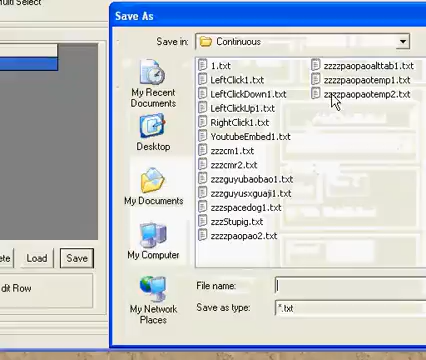 Multi Select
Save As
Save in:
Continuous
My Recent
Documents
Desktop
My Documents
My Computer
My Network
Places
1.txt
LeftClick1.txt
LeftClickDown1.txt
LeftClickUp1.txt
RightClick1.txt
YoutubeEmbed1.txt
zzzcm1.txt
zzzcmr2.txt
zzzguyubaobao1.txt
zzzguyusxguaji1.txt
zzzspacedog1.txt
zzzStupig.txt
zzzzpaopao2.txt
zzzzpaopaoalttab1.txt
zzzzpaopaotemp1.txt
zzzzpaopaotemp2.txt
File name:
Save as type:
*.txt
ete
Load
Save
dit Row